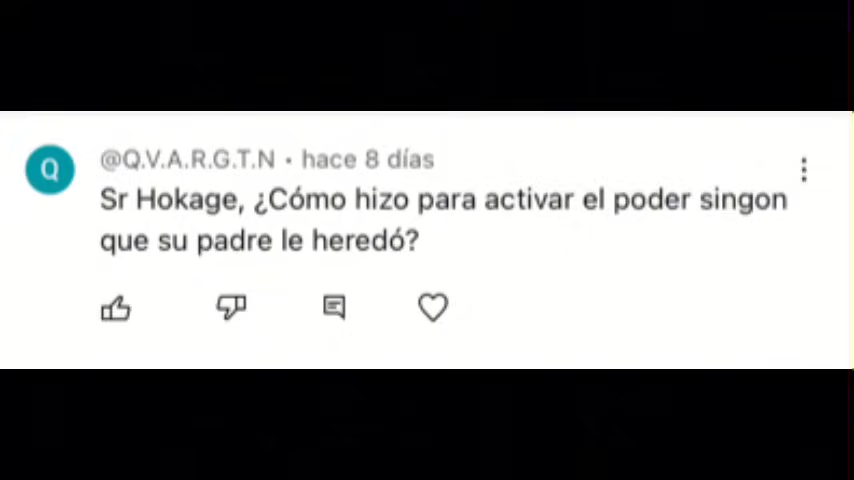 Q
@Q.V.A.R.G.T.N • hace 8 días
Sr Hokage, ¿Cómo hizo para activar el poder singon
que su padre le heredó?